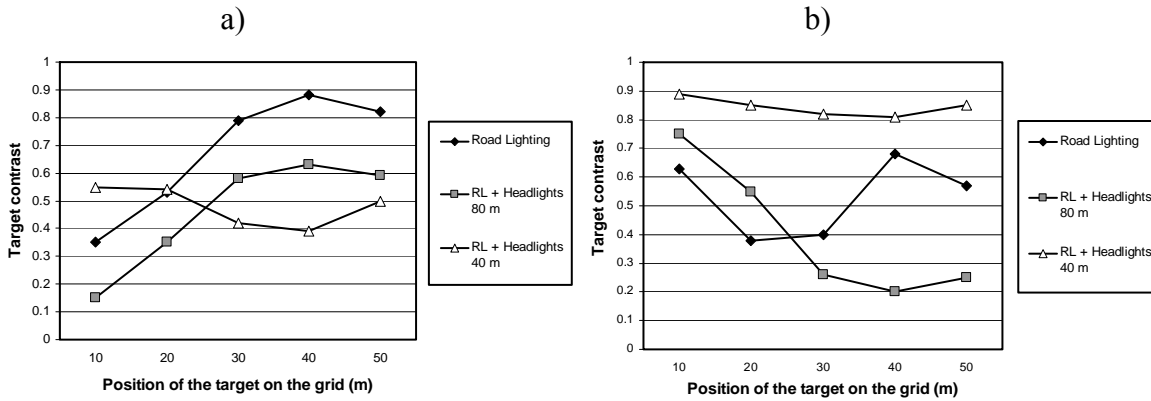 a)
Target contrast
1
0.9
0.8
0.7
0.6
0.5
0.4
0.3
0.2
0.1
0
10 20 30 40 50
Position of the target on the grid (m)
Road Lighting
RL + Headlights
80 m
RL + Headlights
40 m
b)
Target contrast
1
0.9
0.8
0.7
0.6
0.5
0.4
0.3
0.2
0.1
0
10 20 30 40 50
Position of the target on the grid (m)
Road Lighting
RL + Headlights
80 m
RL + Headlights
40 m